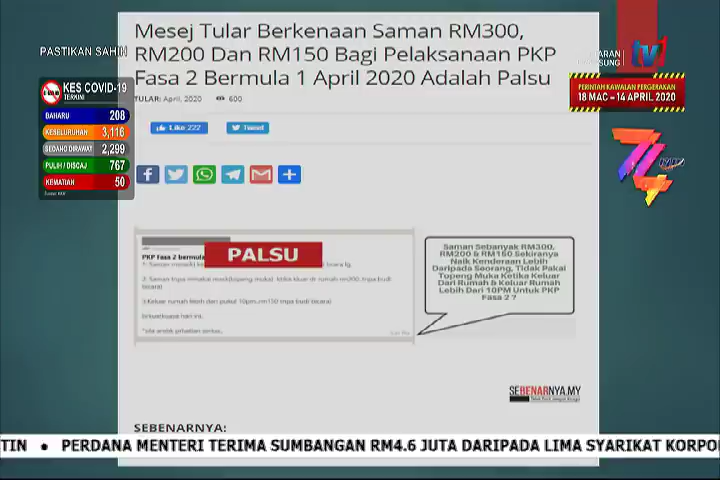 Mesej Tular Berkenaan Saman RM300,
RM200 Dan RM150 Bagi Pelaksanaan PKP
Fasa 2 Bermula 1 April 2020 Adalah Palsu
TULAR: April, 2020 600
Like 222 Tweet
PASTIKAN SAHIH
KES COVID-19
TERKINI
BAHARU 208
KESELURUHAN 3,116
SEDANG DIRAWAT 2,299
PULIH / DISCAJ 767
KEMATIAN 50
tv1
PERINTAH KAWALAN PERGERAKAN
18 MAC - 14 APRIL 2020
PKP Fasa 2 bermula
PALSU
3.Keluar rumah lebih dari pukul 10pm.rm150 tnpa budi bicara)
Saman Sebanyak RM300,
RM200 & RM150 Sekiranya
Naik Kenderaan Lebih
Daripada Seorang, Tidak Pakai
Topeng Muka Ketika Keluar
Dari Rumah & Keluar Rumah
Lebih Dari 10PM Untuk PKP
Fasa 2 ?
SEBENARNYA.MY
SEBENARNYA:
TIN • PERDANA MENTERI TERIMA SUMBANGAN RM4.6 JUTA DARIPADA LIMA SYARIKAT KORPO